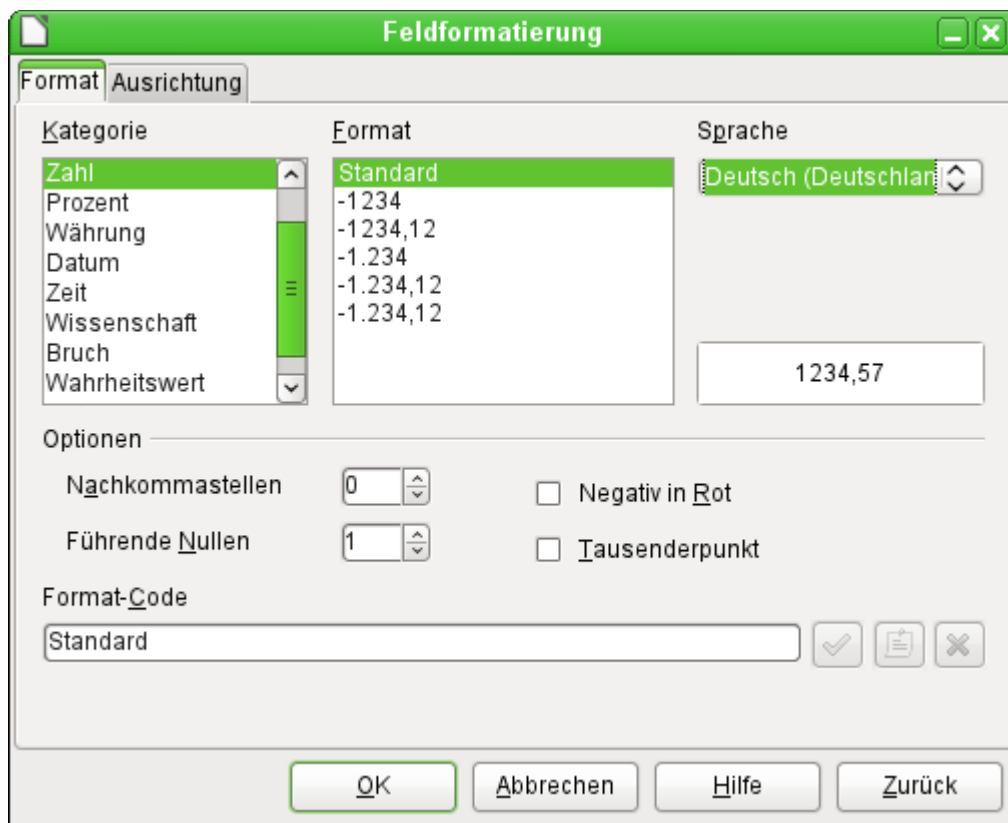 Feldformatierung
Format Ausrichtung
Kategorie
Zahl
Prozent
Währung
Datum
Zeit
Wissenschaft
Bruch
Wahrheitswert
Format
Standard
-1234
-1234,12
-1.234
-1.234,12
-1.234,12
Sprache
Deutsch (Deutschlan
1234,57
Optionen
Nachkommastellen 0
Führende Nullen 1
Negativ in Rot
Tausenderpunkt
Format-Code
Standard
OK Abbrechen Hilfe Zurück